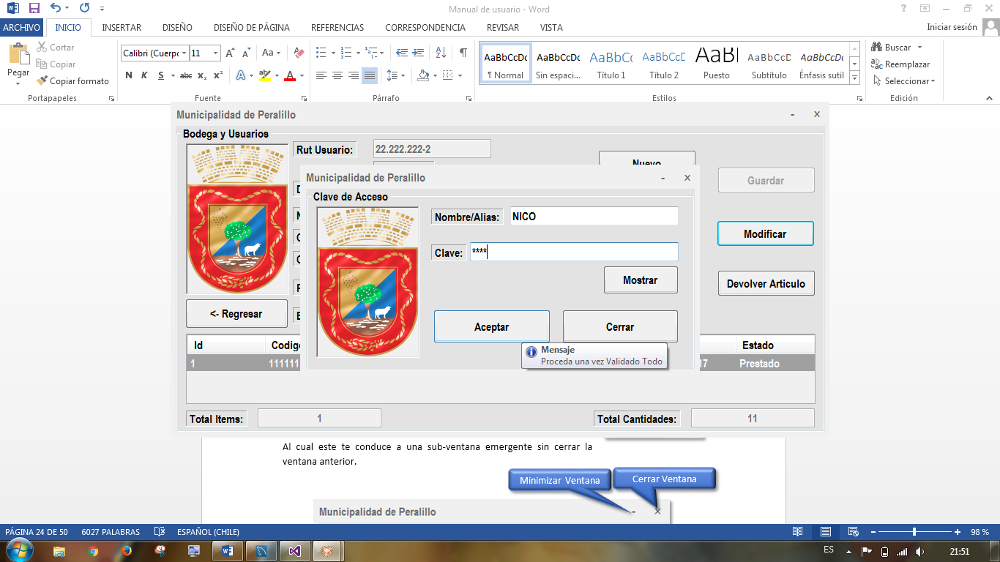 Manual de usuario - Word
ARCHIVO INICIO INSERTAR DISEÑO DISEÑO DE PÁGINA REFERENCIAS CORRESPONDENCIA REVISAR VISTA Iniciar sesión
Pegar
Cortar
Copiar
Copiar formato
Portapapeles
Calibri (Cuerpo 11
N K S abc x₂ x²
Fuente
Párrafo
AaBbCcDc ¶ Normal
AaBbCcDc Sin espaci...
AaBbCc Título 1
AaBbCcD Título 2
AaB Puesto
AaBbCcD Subtítulo
AaBbCcDc Énfasis sutil
Estilos
Buscar
Reemplazar
Seleccionar
Edición
Municipalidad de Peralillo - x
Bodega y Usuarios
Rut Usuario: 22.222.222-2
Nuevo
Guardar
Modificar
Devolver Articulo
<- Regresar
Municipalidad de Peralillo - x
Clave de Acceso
Nombre/Alias: NICO
Clave: ****
Mostrar
Aceptar Cerrar
Mensaje
Proceda una vez Validado Todo
Id Codigo Estado
1 111111 17 Prestado
Total Items: 1 Total Cantidades: 11
Al cual este te conduce a una sub-ventana emergente sin cerrar la
ventana anterior.
Minimizar Ventana Cerrar Ventana
Municipalidad de Peralillo - x
PÁGINA 24 DE 50 6027 PALABRAS ESPAÑOL (CHILE) 98 %
ES 21:51